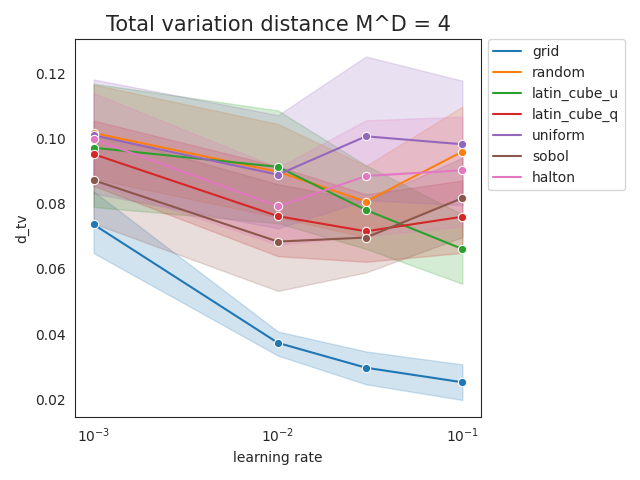 Total variation distance M^D = 4
d_tv
0.12
0.10
0.08
0.06
0.04
0.02
10⁻³
10⁻²
10⁻¹
learning rate
grid
random
latin_cube_u
latin_cube_q
uniform
sobol
halton